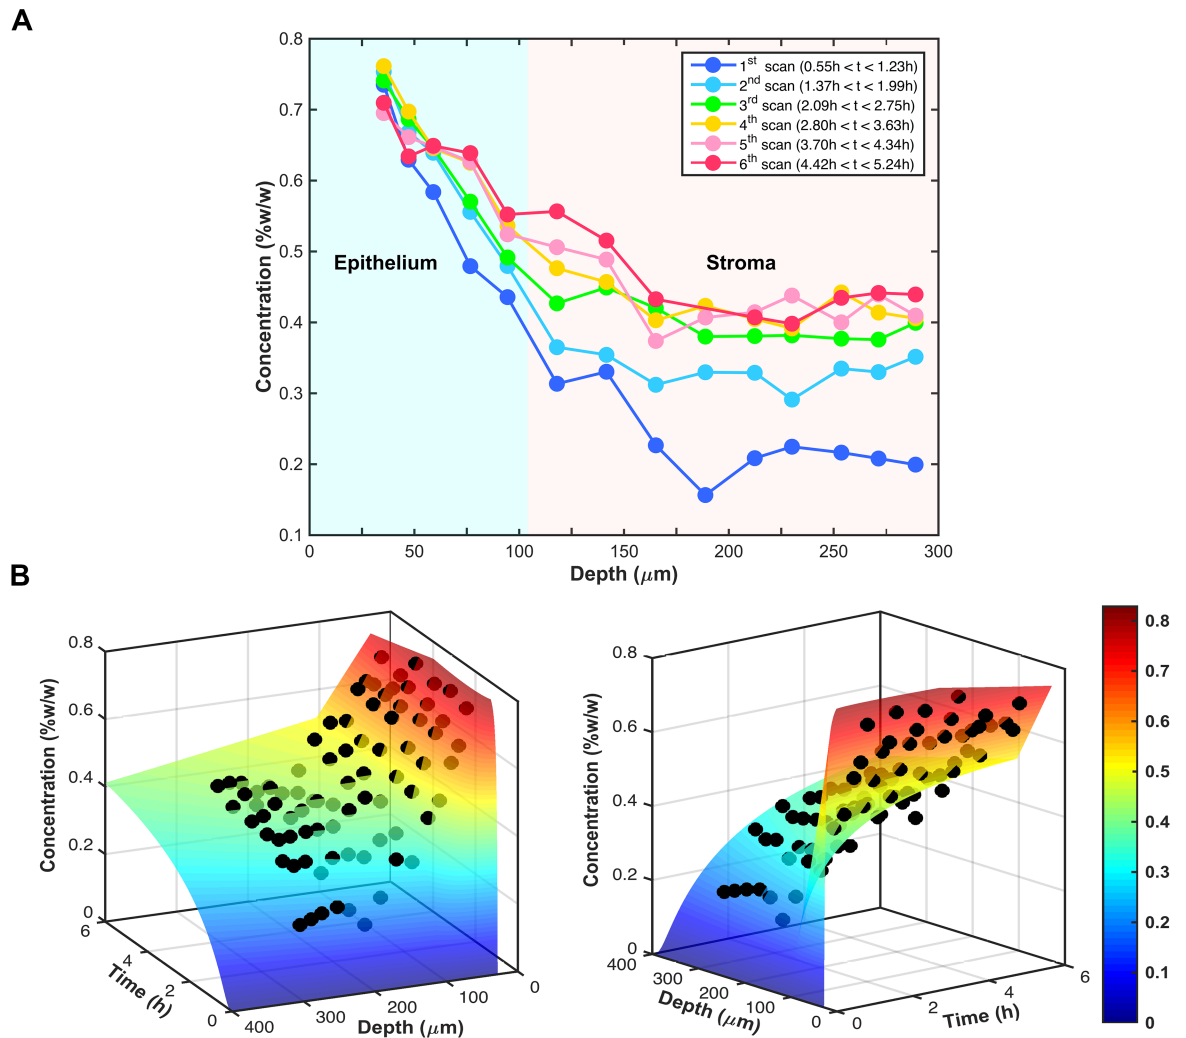 A
0.8
0.7
0.6
0.5
0.4
0.3
0.2
0.1
Concentration (%w/w)
1st scan (0.55h < t < 1.23h)
2nd scan (1.37h < t < 1.99h)
3rd scan (2.09h < t < 2.75h)
4th scan (2.80h < t < 3.63h)
5th scan (3.70h < t < 4.34h)
6th scan (4.42h < t < 5.24h)
Epithelium
Stroma
0 50 100 150 200 250 300
Depth (μm)
B
0.8
0.6
0.4
0.2
0
Concentration (%w/w)
6
4
2
0
Time (h)
400
300
200
100
0
Depth (μm)
0.8
0.6
0.4
0.2
0
Concentration (%w/w)
400
300
200
100
0
Depth (μm)
0
2
4
6
Time (h)
0.8
0.7
0.6
0.5
0.4
0.3
0.2
0.1
0